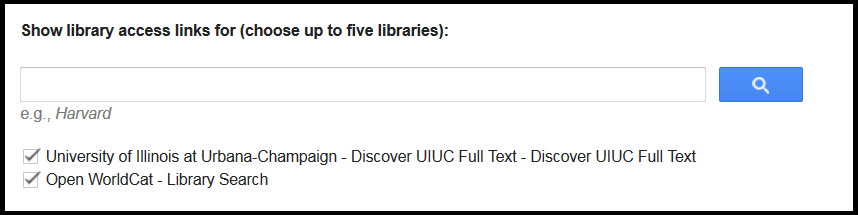 Show library access links for (choose up to five libraries):
e.g., Harvard
University of Illinois at Urbana-Champaign - Discover UIUC Full Text - Discover UIUC Full Text
Open WorldCat - Library Search